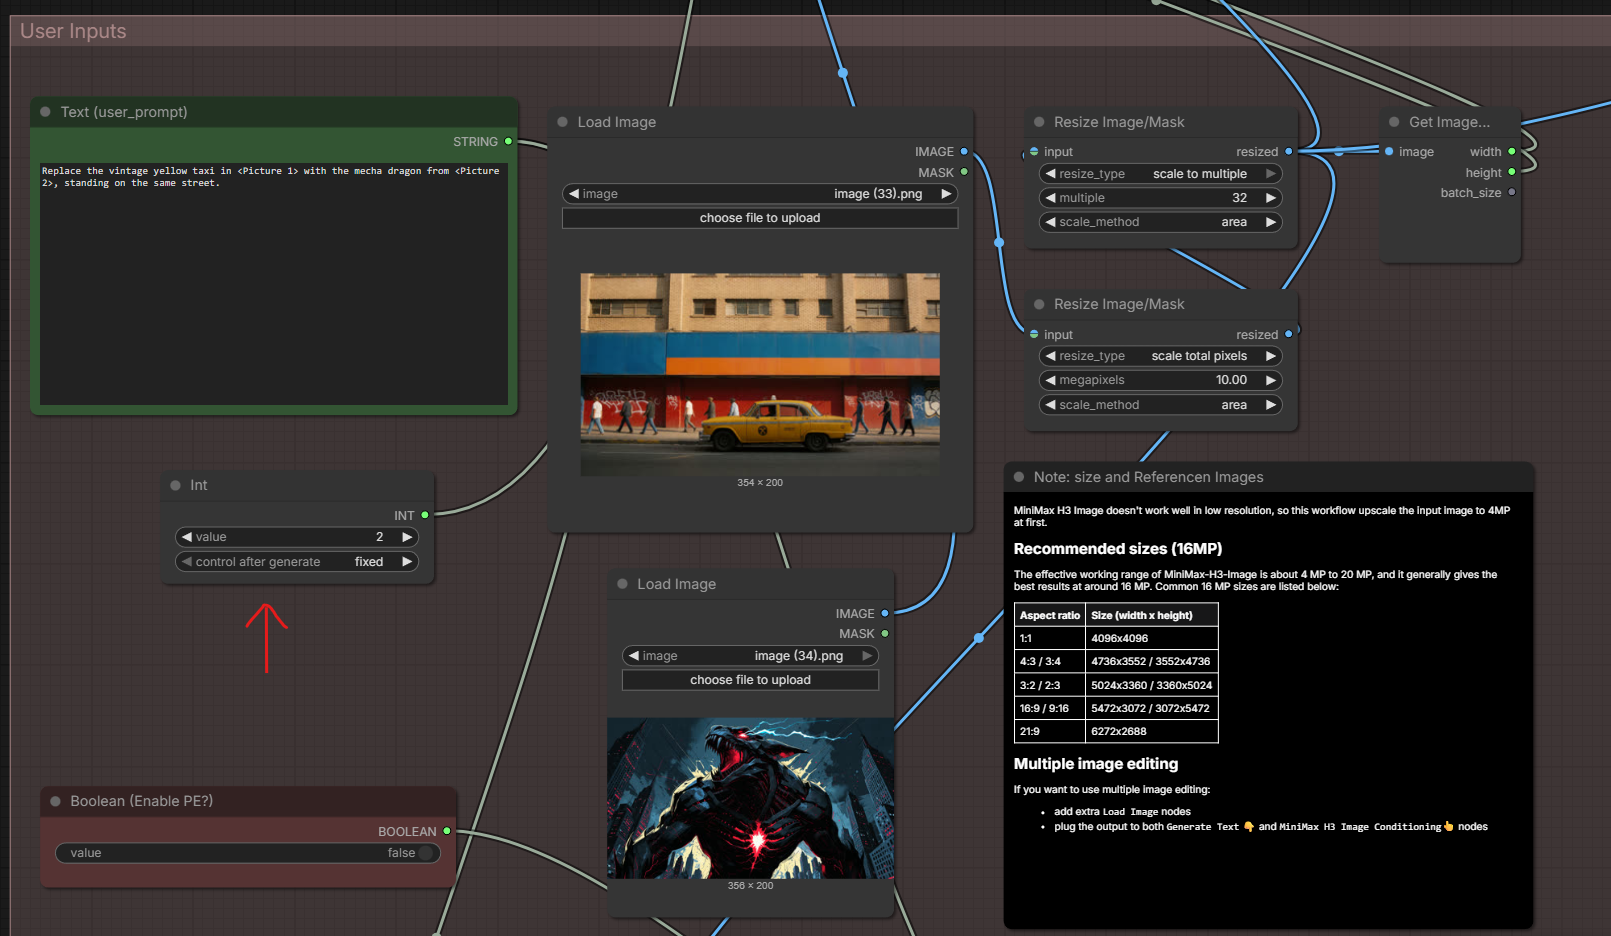 User Inputs
Text (user_prompt)
STRING
Replace the vintage yellow taxi in <Picture 1> with the mecha dragon from <Picture
2>, standing on the same street.
Load Image
IMAGE
MASK
image
image (33).png
choose file to upload
354 × 200
Resize Image/Mask
input
resized
resize_type
scale to multiple
multiple
32
scale_method
area
Get Image...
image
width
height
batch_size
Resize Image/Mask
input
resized
resize_type
scale total pixels
megapixels
10.00
scale_method
area
Int
INT
value
2
control after generate
fixed
Load Image
IMAGE
MASK
image
image (34).png
choose file to upload
356 × 200
Note: size and Referencen Images
MiniMax H3 Image doesn't work well in low resolution, so this workflow upscale the input image to 4MP
at first.
Recommended sizes (16MP)
The effective working range of MiniMax-H3-Image is about 4 MP to 20 MP, and it generally gives the
best results at around 16 MP. Common 16 MP sizes are listed below:
Aspect ratio Size (width x height)
1:1 4096x4096
4:3 / 3:4 4736x3552 / 3552x4736
3:2 / 2:3 5024x3360 / 3360x5024
16:9 / 9:16 5472x3072 / 3072x5472
21:9 6272x2688
Multiple image editing
If you want to use multiple image editing:
• add extra Load Image nodes
• plug the output to both Generate Text 👇 and MiniMax H3 Image Conditioning 👆 nodes
Boolean (Enable PE?)
BOOLEAN
value
false